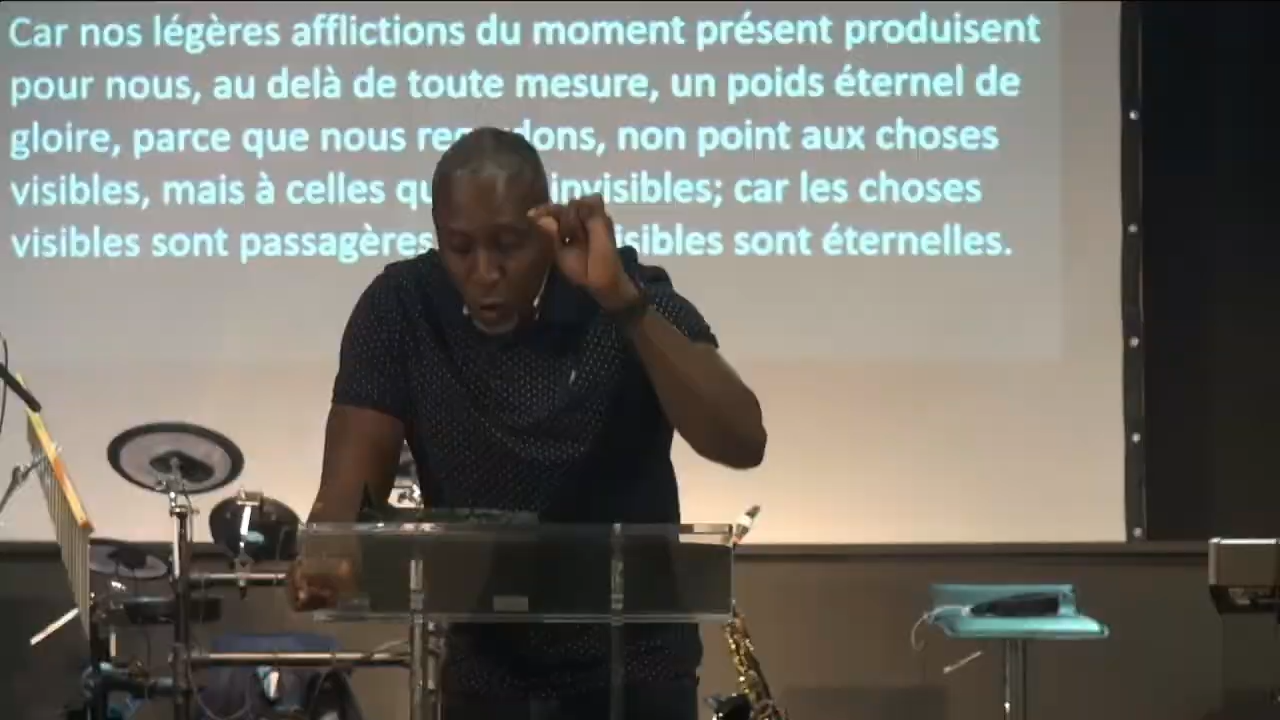 Car nos légères afflictions du moment présent produisent
pour nous, au delà de toute mesure, un poids éternel de
gloire, parce que nous dons, non point aux choses
visibles, mais à celles invisibles; car les choses
visibles sont passagères sibles sont éternelles.